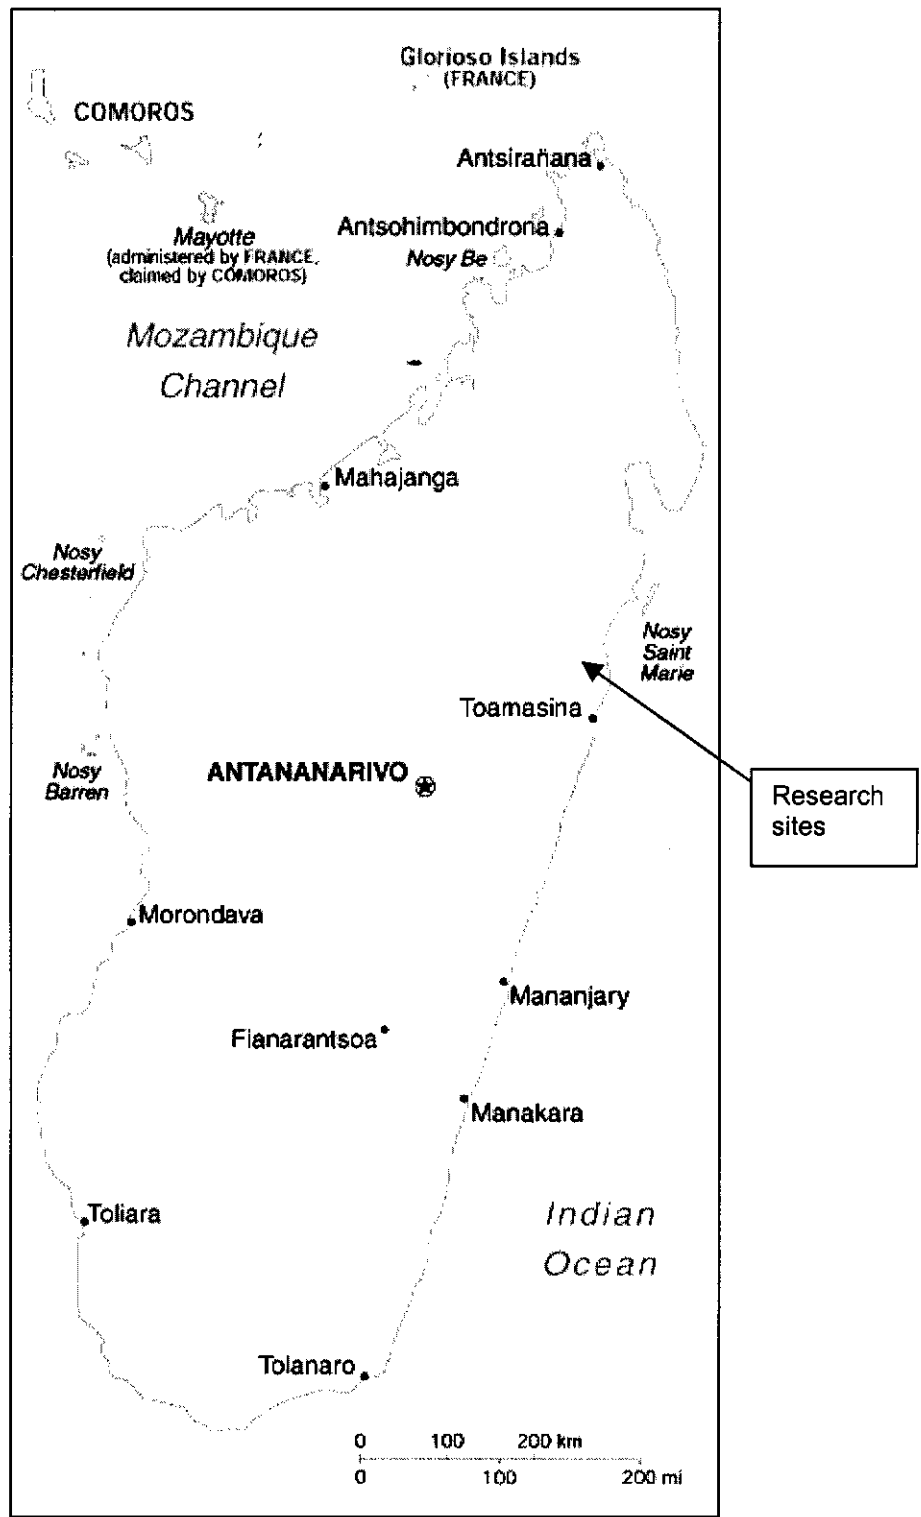 Glorioso Islands
(FRANCE)
COMOROS
Antsirañana
Antsohimbondrona
Mayotte
(administered by FRANCE,
claimed by COMOROS)
Nosy Be
Mozambique
Channel
Mahajanga
Nosy
Chesterfield
Nosy
Saint
Marie
Toamasina
ANTANANARIVO
Nosy
Barren
Research
sites
Morondava
Mananjary
Fianarantsoa
Manakara
Toliara
Indian
Ocean
Tolanaro
0 100 200 km
0 100 200 mi